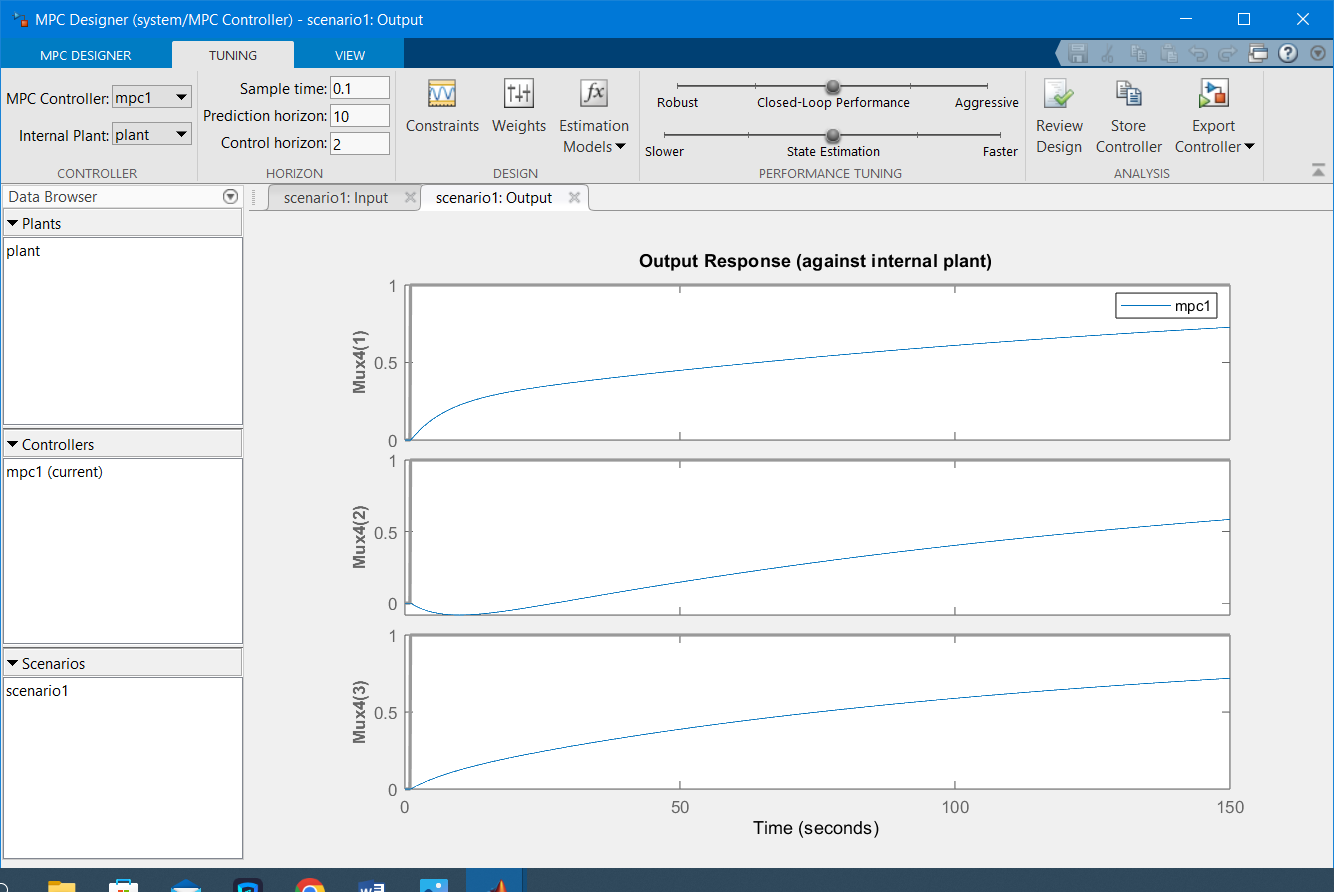 MPC Designer (system/MPC Controller) - scenario1: Output
MPC DESIGNER
TUNING
VIEW
MPC Controller: mpc1
Internal Plant: plant
CONTROLLER
Sample time: 0.1
Prediction horizon: 10
Control horizon: 2
HORIZON
Constraints
Weights
fx
Estimation
Models
DESIGN
Robust
Closed-Loop Performance
Aggressive
Slower
State Estimation
Faster
PERFORMANCE TUNING
Review
Design
Store
Controller
Export
Controller
ANALYSIS
?
Data Browser
Plants
plant
Controllers
mpc1 (current)
Scenarios
scenario1
scenario1: Input
scenario1: Output
Output Response (against internal plant)
mpc1
Mux4(1)
1
0.5
0
Mux4(2)
1
0.5
0
Mux4(3)
1
0.5
0
0 50 100 150
Time (seconds)
W